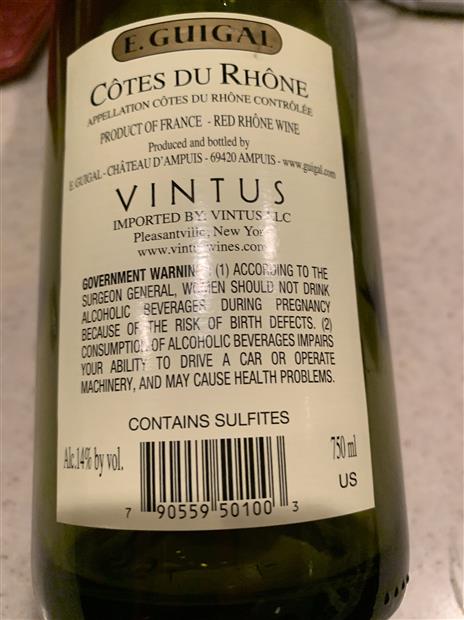 E. GUIGAL
CÔTES DU RHÔNE
APPELLATION CÔTES DU RHÔNE CONTRÔLÉE
PRODUCT OF FRANCE - RED RHÔNE WINE
Produced and bottled by
E. GUIGAL - CHÂTEAU D'AMPUIS - 69420 AMPUIS - www.guigal.com
VINTUS
IMPORTED BY: VINTUS LLC
Pleasantville, New York
www.vintuswines.com
GOVERNMENT WARNING: (1) ACCORDING TO THE
SURGEON GENERAL, WOMEN SHOULD NOT DRINK
ALCOHOLIC BEVERAGES DURING PREGNANCY
BECAUSE OF THE RISK OF BIRTH DEFECTS. (2)
CONSUMPTION OF ALCOHOLIC BEVERAGES IMPAIRS
YOUR ABILITY TO DRIVE A CAR OR OPERATE
MACHINERY, AND MAY CAUSE HEALTH PROBLEMS.
CONTAINS SULFITES
Alc.14% by vol.
750 ml
US
7 90559 50100 3